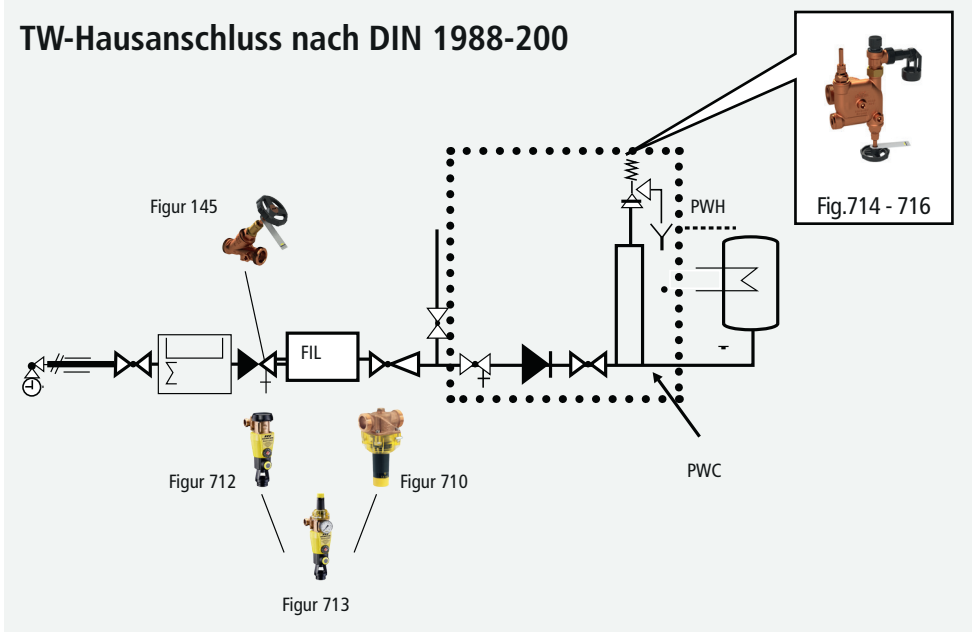 TW-Hausanschluss nach DIN 1988-200
Fig.714 - 716
Figur 145
PWH
FIL
Σ
Figur 712
Figur 710
PWC
Figur 713